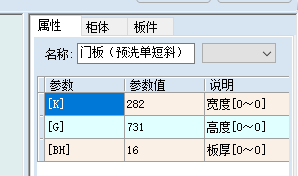 属性 柜体 板件
名称: 门板（预洗单短斜）
参数 参数值 说明
[K] 282 宽度[0～0]
[G] 731 高度[0～0]
[BH] 16 板厚[0～0]